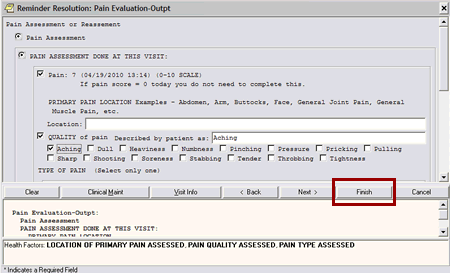 Reminder Resolution: Pain Evaluation-Outpt
Pain Assessment or Reassement
Pain Assessment
PAIN ASSESSMENT DONE AT THIS VISIT:
Pain: 7 (04/19/2010 13:14) (0-10 SCALE)
If pain score = 0 today you do not need to complete this.
PRIMARY PAIN LOCATION Examples - Abdomen, Arm, Buttocks, Face, General Joint Pain, General
Muscle Pain, etc.
Location:
QUALITY of pain Described by patient as: Aching
Aching Dull Heaviness Numbness Pinching Pressure Pricking Pulling
Sharp Shooting Soreness Stabbing Tender Throbbing Tightness
TYPE OF PAIN (Select only one)
Clear Clinical Maint Visit Info < Back Next > Finish Cancel
Pain Evaluation-Outpt:
Pain Assessment
PAIN ASSESSMENT DONE AT THIS VISIT:
PRIMARY PAIN LOCATION
Health Factors: LOCATION OF PRIMARY PAIN ASSESSED, PAIN QUALITY ASSESSED, PAIN TYPE ASSESSED
* Indicates a Required Field